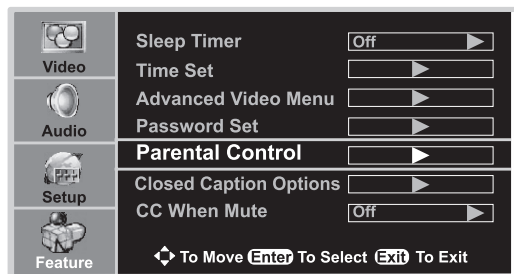 Video
Audio
Setup
Feature
Sleep Timer Off
Time Set
Advanced Video Menu
Password Set
Parental Control
Closed Caption Options
CC When Mute Off
To Move Enter To Select Exit To Exit